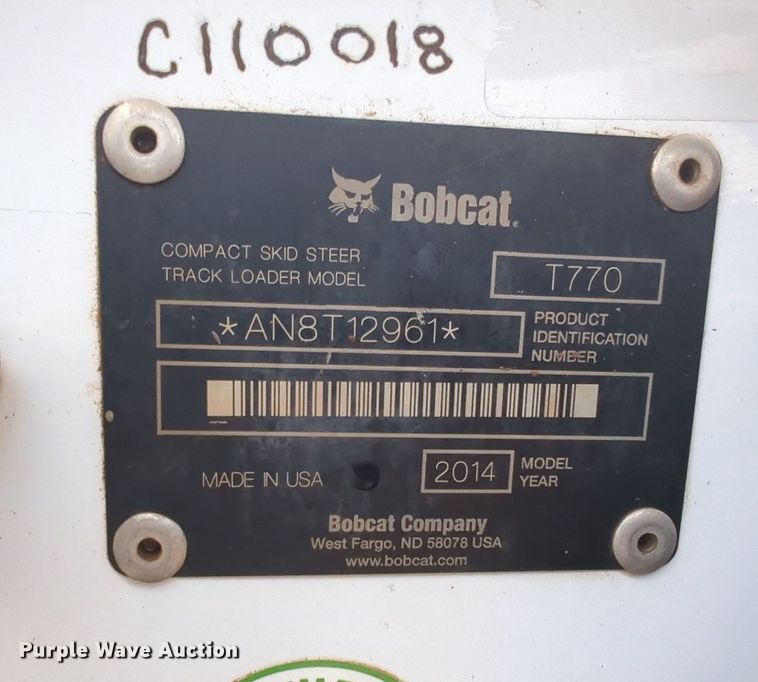 C110018
Bobcat.
COMPACT SKID STEER
TRACK LOADER MODEL
T770
*AN8T12961*
PRODUCT
IDENTIFICATION
NUMBER
MADE IN USA
2014
MODEL
YEAR
Bobcat Company
West Fargo, ND 58078 USA
www.bobcat.com
Purple Wave Auction